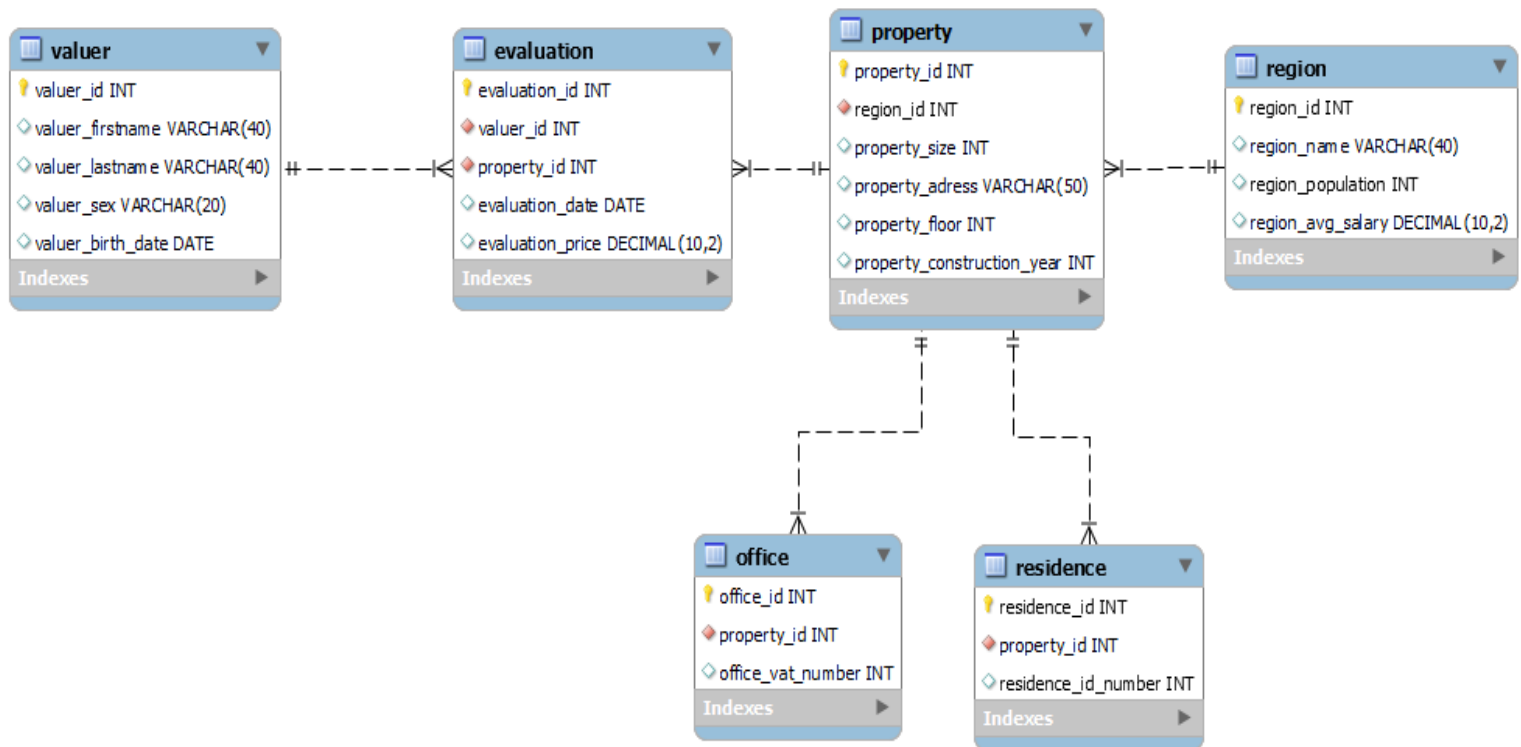 valuer
valuer_id INT
valuer_firstname VARCHAR(40)
valuer_lastname VARCHAR(40)
valuer_sex VARCHAR(20)
valuer_birth_date DATE
Indexes
evaluation
evaluation_id INT
valuer_id INT
property_id INT
evaluation_date DATE
evaluation_price DECIMAL(10,2)
Indexes
property
property_id INT
region_id INT
property_size INT
property_adress VARCHAR(50)
property_floor INT
property_construction_year INT
Indexes
region
region_id INT
region_name VARCHAR(40)
region_population INT
region_avg_salary DECIMAL(10,2)
Indexes
office
office_id INT
property_id INT
office_vat_number INT
Indexes
residence
residence_id INT
property_id INT
residence_id_number INT
Indexes